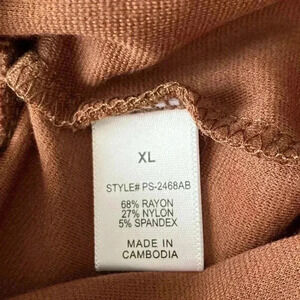 XL
STYLE# PS-2468AB
68% RAYON
27% NYLON
5% SPANDEX
MADE IN
CAMBODIA